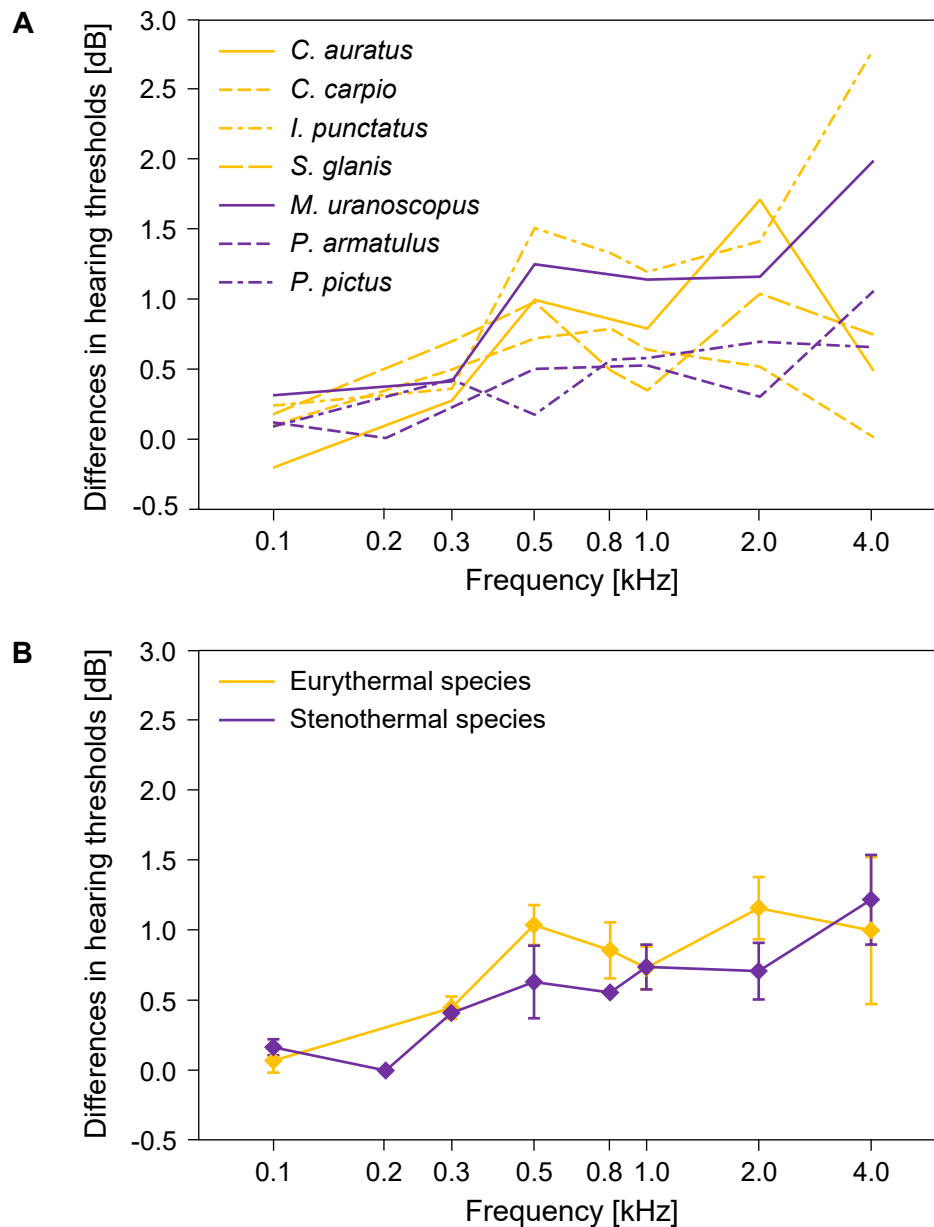 A
Differences in hearing thresholds [dB]
3.0
2.5
2.0
1.5
1.0
0.5
0.0
-0.5
C. auratus
C. carpio
I. punctatus
S. glanis
M. uranoscopus
P. armatulus
P. pictus
0.1 0.2 0.3 0.5 0.8 1.0 2.0 4.0
Frequency [kHz]
B
Differences in hearing thresholds [dB]
3.0
2.5
2.0
1.5
1.0
0.5
0.0
-0.5
Eurythermal species
Stenothermal species
0.1 0.2 0.3 0.5 0.8 1.0 2.0 4.0
Frequency [kHz]